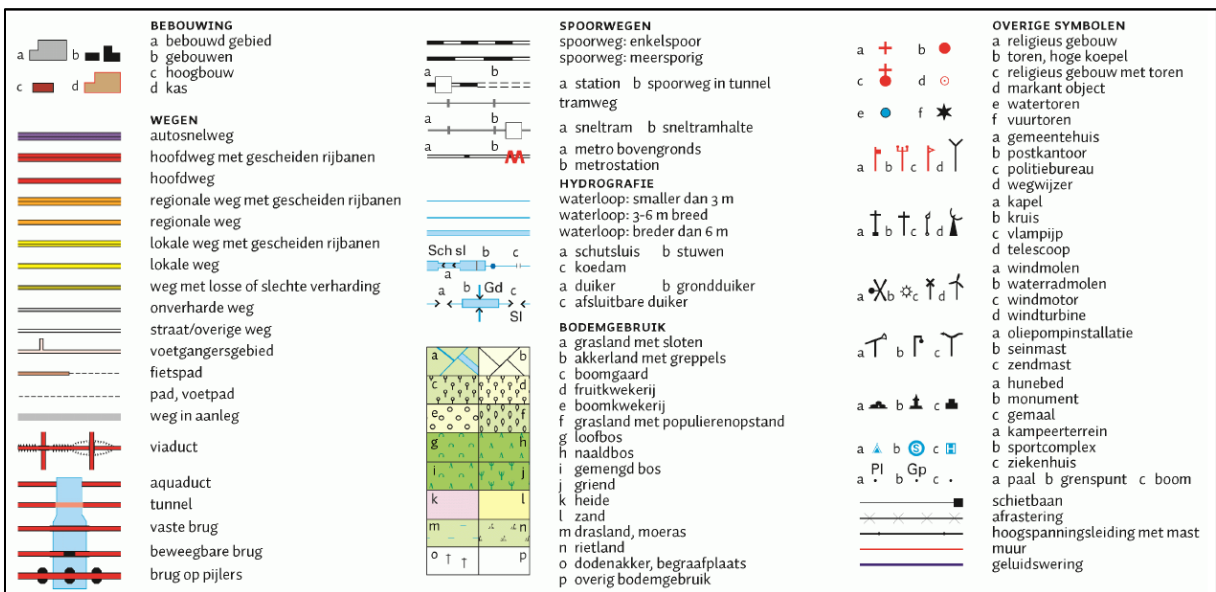 BEBOUWING
a bebouwd gebied
b gebouwen
c hoogbouw
d kas
a b
c d
WEGEN
autosnelweg
hoofdweg met gescheiden rijbanen
hoofdweg
regionale weg met gescheiden rijbanen
regionale weg
lokale weg met gescheiden rijbanen
lokale weg
weg met losse of slechte verharding
onverharde weg
straat/overige weg
voetgangersgebied
fietspad
pad, voetpad
weg in aanleg
viaduct
aquaduct
tunnel
vaste brug
beweegbare brug
brug op pijlers
SPOORWEGEN
spoorweg: enkelspoor
spoorweg: meersporig
a b
a station b spoorweg in tunnel
tramweg
a b
a sneltram b sneltramhalte
a b
a metro bovengronds
b metrostation
HYDROGRAFIE
waterloop: smaller dan 3 m
waterloop: 3-6 m breed
waterloop: breder dan 6 m
Sch sl b c
a
a schutsluis b stuwen
c koedam
a b Gd c
Sl
a duiker b grondduiker
c afsluitbare duiker
BODEMGEBRUIK
a b
c d
e f
g h
i j
k l
m n
o p
a grasland met sloten
b akkerland met greppels
c boomgaard
d fruitkwekerij
e boomkwekerij
f grasland met populierenopstand
g loofbos
h naaldbos
i gemengd bos
j griend
k heide
l zand
m drasland, moeras
n rietland
o dodenakker, begraafplaats
p overig bodemgebruik
OVERIGE SYMBOLEN
a b
c d
e f
a religieus gebouw
b toren, hoge koepel
c religieus gebouw met toren
d markant object
e watertoren
f vuurtoren
a b c d
a gemeentehuis
b postkantoor
c politiebureau
d wegwijzer
a b c d
a kapel
b kruis
c vlampijp
d telescoop
a b c d
a windmolen
b waterradmolen
c windmotor
d windturbine
a b c
a oliepompinstallatie
b seinmast
c zendmast
a b c
a hunebed
b monument
c gemaal
a b S c H
a kampeerterrein
b sportcomplex
c ziekenhuis
Pl Gp
a b c
a paal b grenspunt c boom
schietbaan
afrastering
hoogspanningsleiding met mast
muur
geluidswering